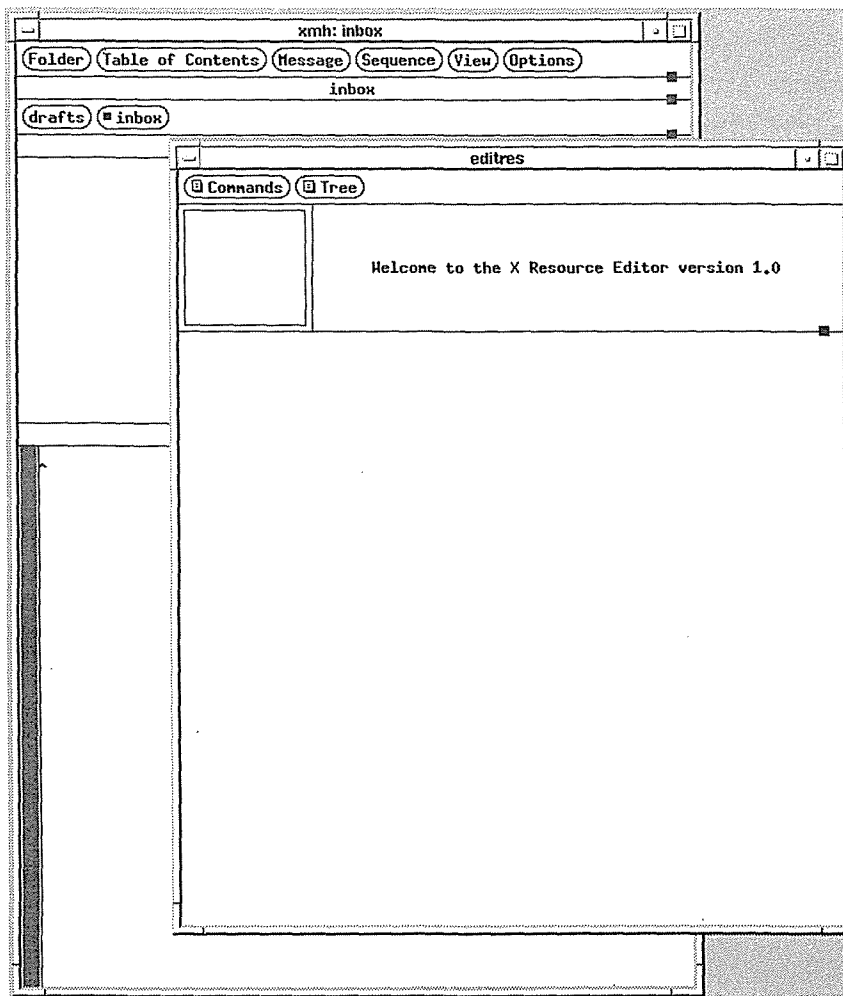 xmh: inbox
Folder Table of Contents Message Sequence View Options
inbox
drafts inbox
editres
Commands Tree
Welcome to the X Resource Editor version 1.0